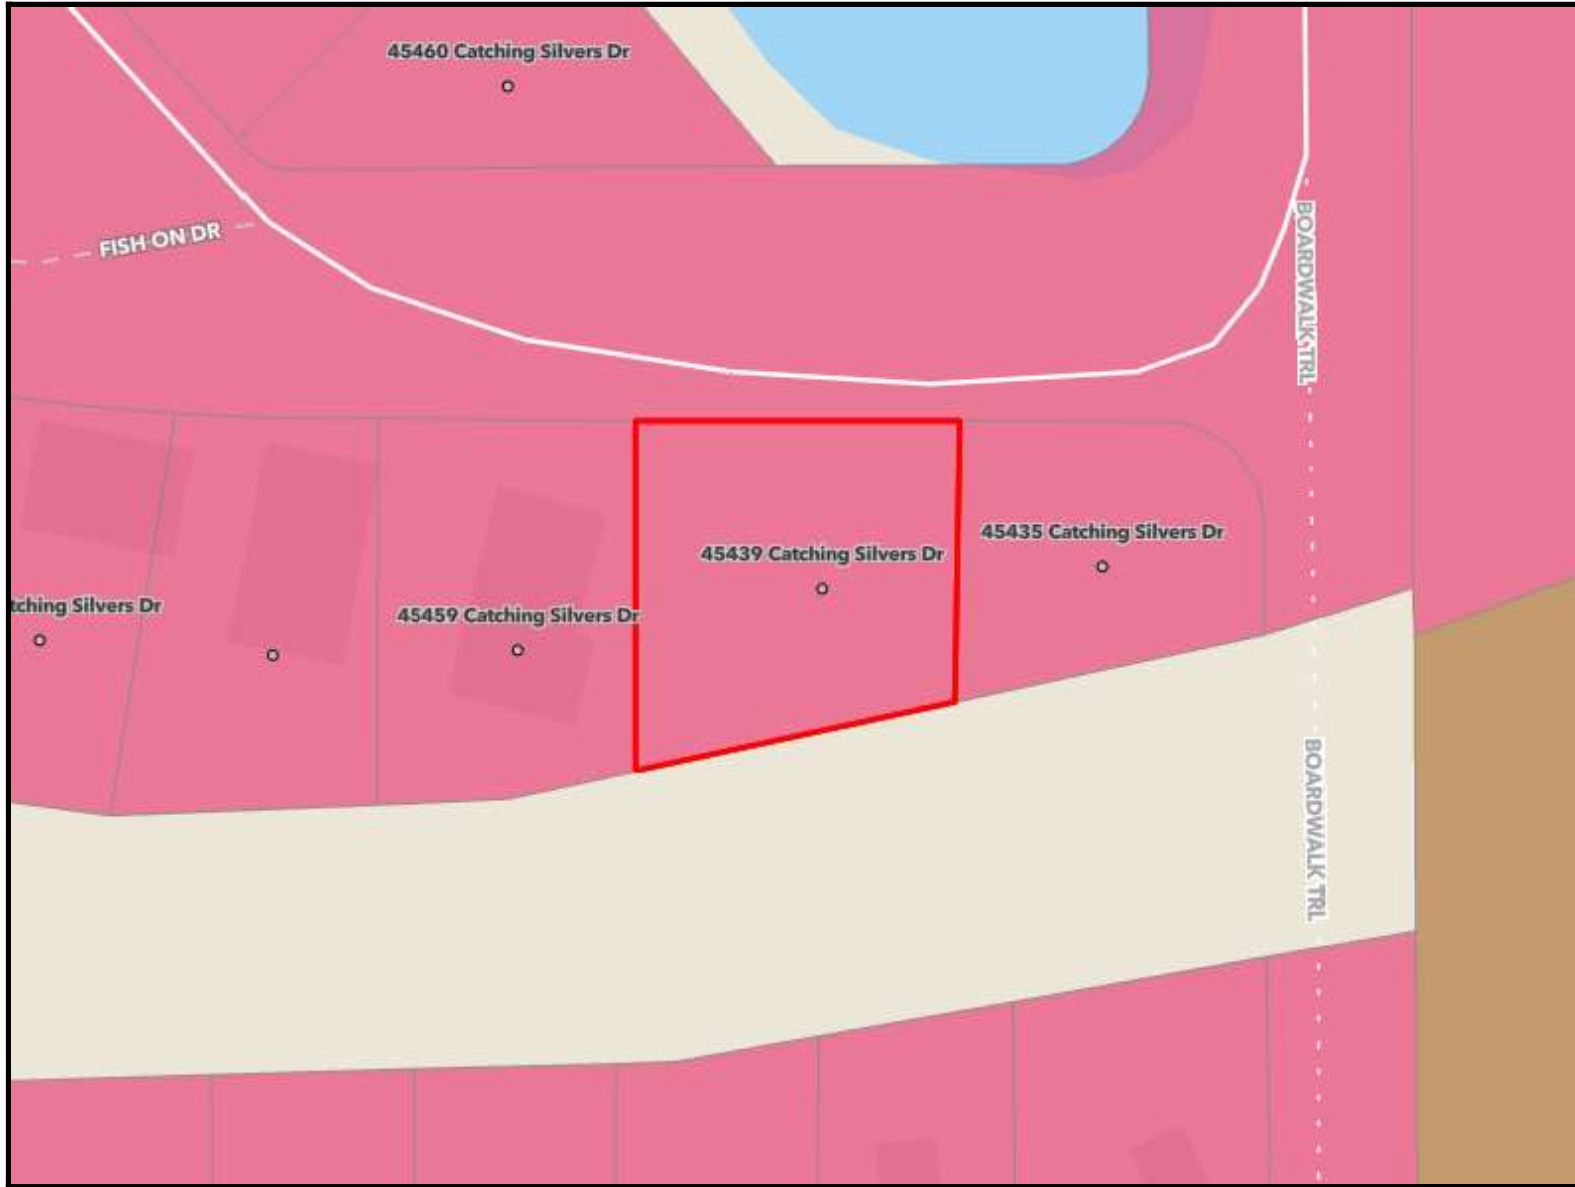 45460 Catching Silvers Dr
FISH ON DR
BOARDWALK TRL
45435 Catching Silvers Dr
45439 Catching Silvers Dr
tching Silvers Dr
45459 Catching Silvers Dr
BOARDWALK TRL